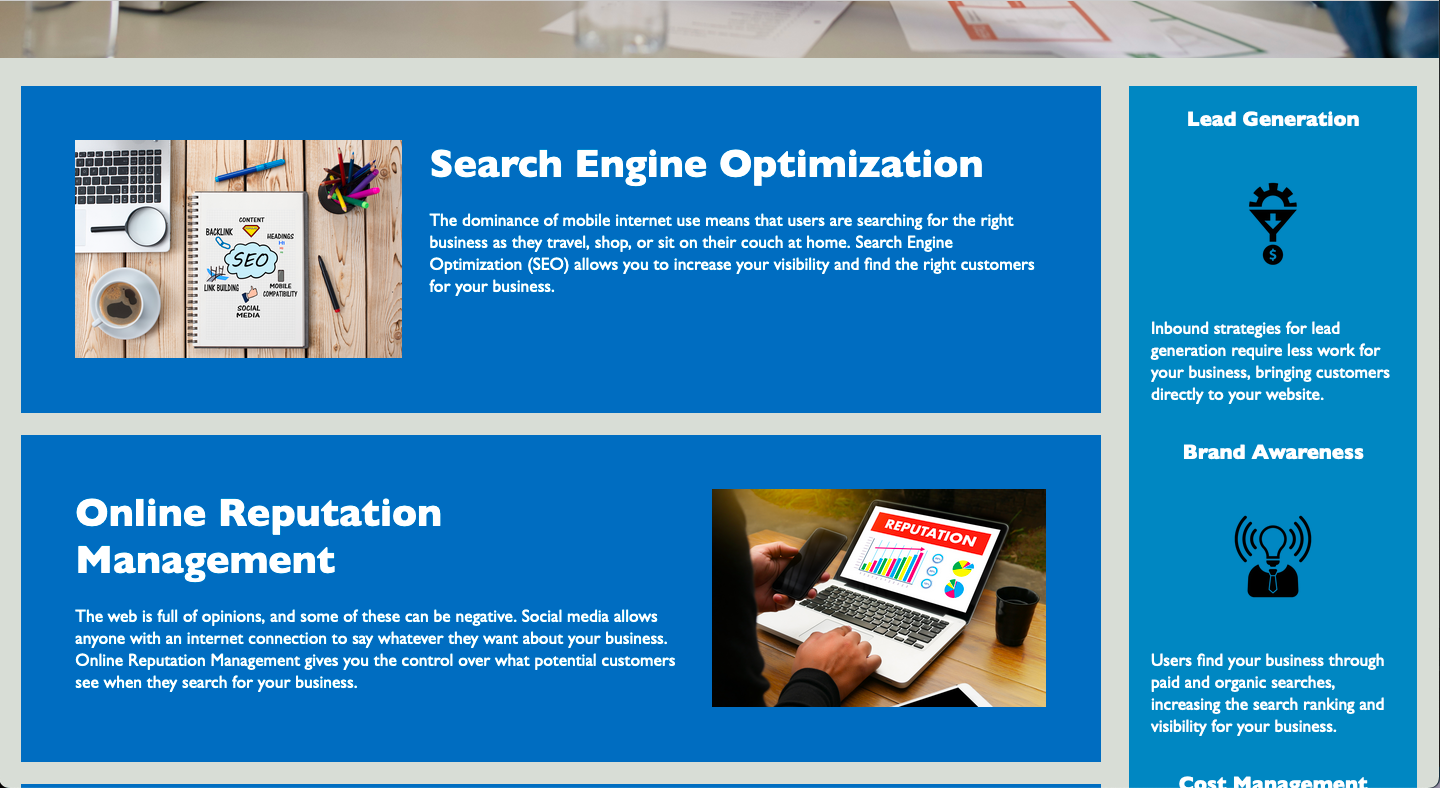 Search Engine Optimization
The dominance of mobile internet use means that users are searching for the right
business as they travel, shop, or sit on their couch at home. Search Engine
Optimization (SEO) allows you to increase your visibility and find the right customers
for your business.
CONTENT
BACKLINK
HEADINGS
H1
SEO
LINK BUILDING
MOBILE
COMPATIBILITY
SOCIAL
MEDIA
Online Reputation
Management
The web is full of opinions, and some of these can be negative. Social media allows
anyone with an internet connection to say whatever they want about your business.
Online Reputation Management gives you the control over what potential customers
see when they search for your business.
REPUTATION
Lead Generation
$
Inbound strategies for lead
generation require less work for
your business, bringing customers
directly to your website.
Brand Awareness
Users find your business through
paid and organic searches,
increasing the search ranking and
visibility for your business.
Cost Management